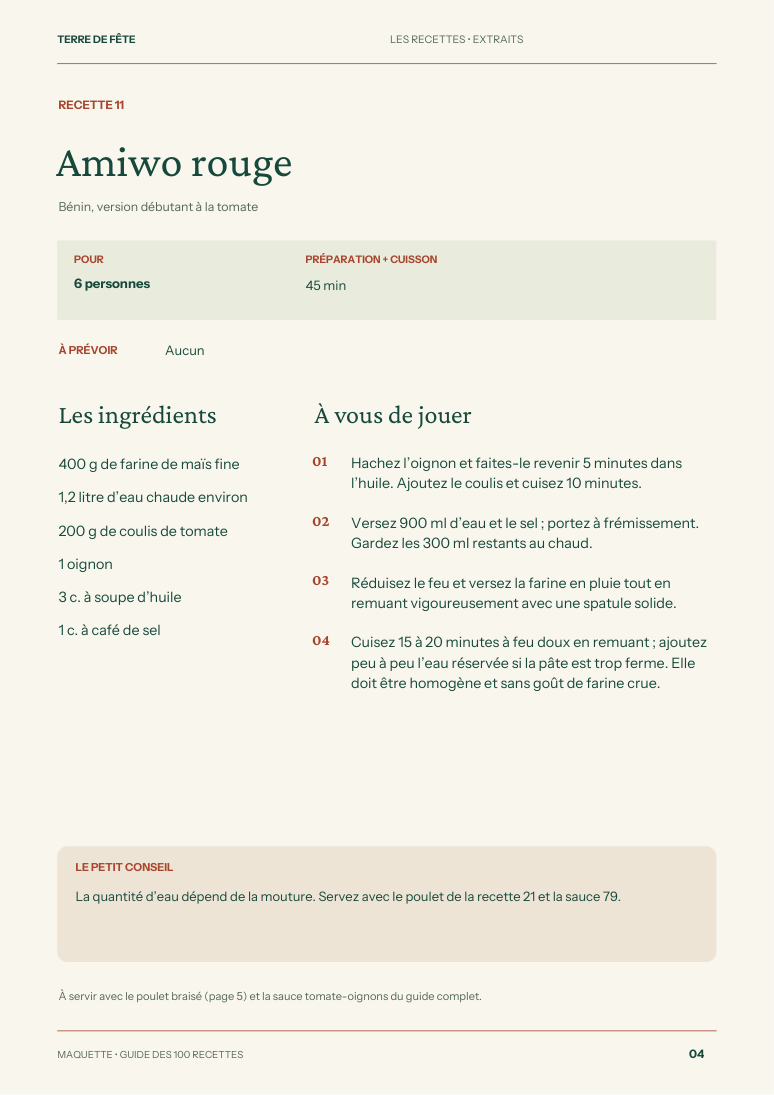 TERRE DE FÊTE
LES RECETTES • EXTRAITS
RECETTE 11
Amiwo rouge
Bénin, version débutant à la tomate
POUR
6 personnes
PRÉPARATION + CUISSON
45 min
À PRÉVOIR
Aucun
Les ingrédients
400 g de farine de maïs fine
1,2 litre d’eau chaude environ
200 g de coulis de tomate
1 oignon
3 c. à soupe d’huile
1 c. à café de sel
À vous de jouer
01
Hachez l’oignon et faites-le revenir 5 minutes dans
l’huile. Ajoutez le coulis et cuisez 10 minutes.
02
Versez 900 ml d’eau et le sel ; portez à frémissement.
Gardez les 300 ml restants au chaud.
03
Réduisez le feu et versez la farine en pluie tout en
remuant vigoureusement avec une spatule solide.
04
Cuisez 15 à 20 minutes à feu doux en remuant ; ajoutez
peu à peu l’eau réservée si la pâte est trop ferme. Elle
doit être homogène et sans goût de farine crue.
LE PETIT CONSEIL
La quantité d’eau dépend de la mouture. Servez avec le poulet de la recette 21 et la sauce 79.
À servir avec le poulet braisé (page 5) et la sauce tomate-oignons du guide complet.
MAQUETTE • GUIDE DES 100 RECETTES
04